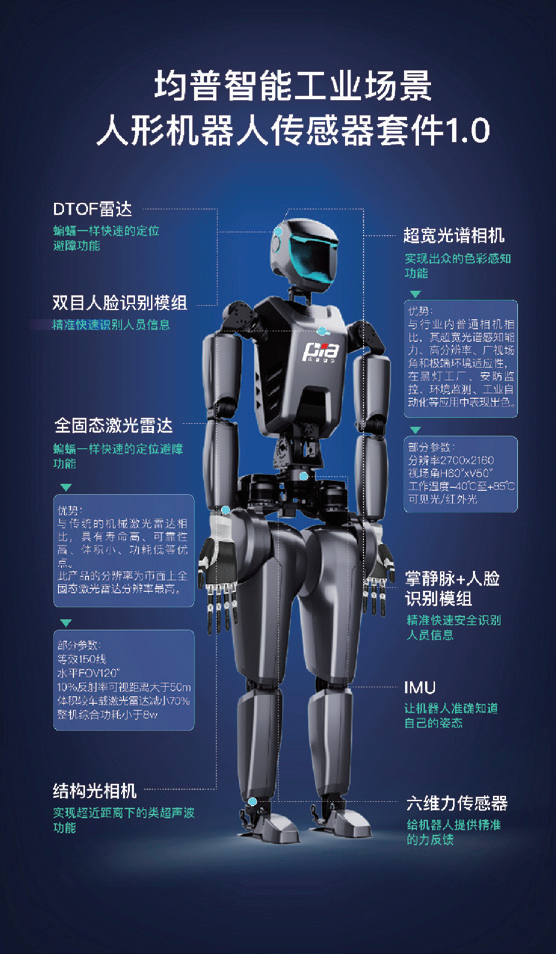 均普智能工业场景
人形机器人传感器套件1.0
DTOF雷达
蝙蝠一样快速的定位
避障功能
双目人脸识别模组
精准快速识别人员信息
全固态激光雷达
蝙蝠一样快速的定位避障
功能
优势：
与传统的机械激光雷达相
比，具有寿命高、可靠性
高、体积小、功耗低等优
点。
此产品的分辨率为市面上全
固态激光雷达分辨率最高。
部分参数：
等效150线
水平FOV120°
10%反射率可视距离大于50m
体积较车载激光雷达减小70%
整机综合功耗小于8w
结构光相机
实现超近距离下的类超声波
功能
pia
超宽光谱相机
实现出众的色彩感知
功能
优势：
与行业内普通相机相
比，其超宽光谱感知能
力、高分辨率、广视场
角和极端环境适应性，
在黑灯工厂、安防监
控、环境监测、工业自
动化等应用中表现出色。
部分参数：
分辨率2700x2160
视场角H80°xV50°
工作温度-40℃至+85℃
可见光/红外光
掌静脉+人脸
识别模组
精准快速安全识别
人员信息
IMU
让机器人准确知道
自己的姿态
六维力传感器
给机器人提供精准
的力反馈